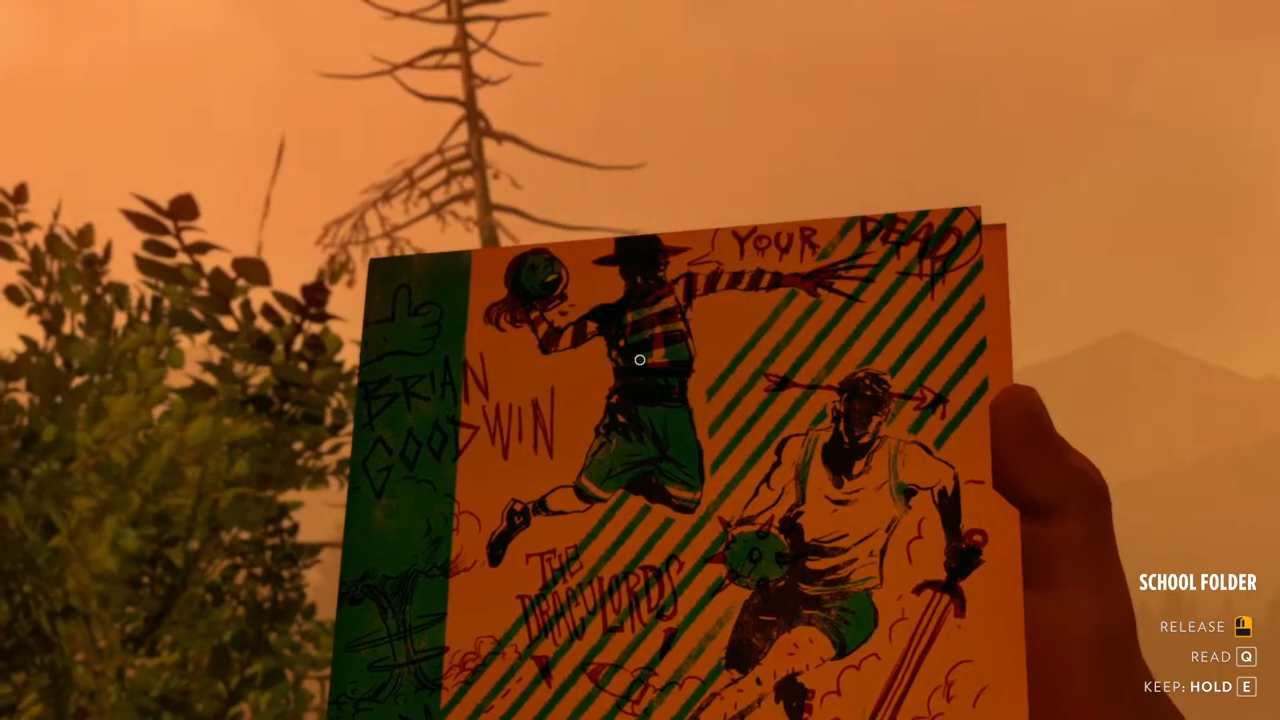 YOUR DEAD
BRIAN
GOODWIN
THE
DRACULORDS
SCHOOL FOLDER
RELEASE
READ Q
KEEP: HOLD E